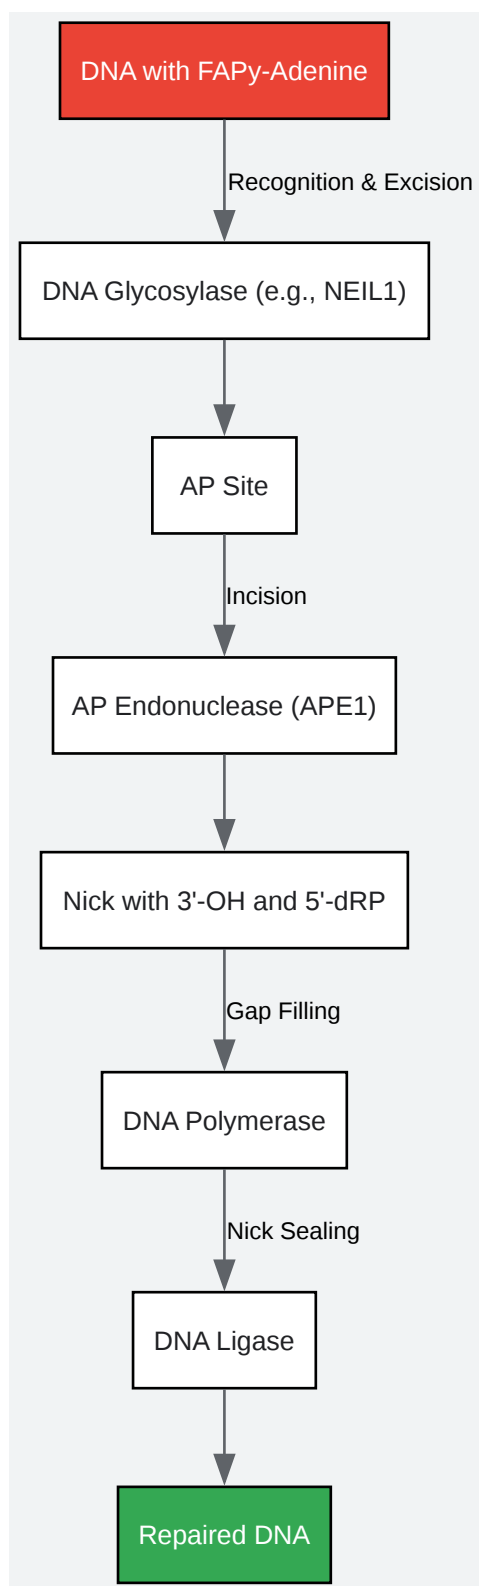 DNA with FAPy-Adenine
Recognition & Excision
DNA Glycosylase (e.g., NEIL1)
AP Site
Incision
AP Endonuclease (APE1)
Nick with 3'-OH and 5'-dRP
Gap Filling
DNA Polymerase
Nick Sealing
DNA Ligase
Repaired DNA